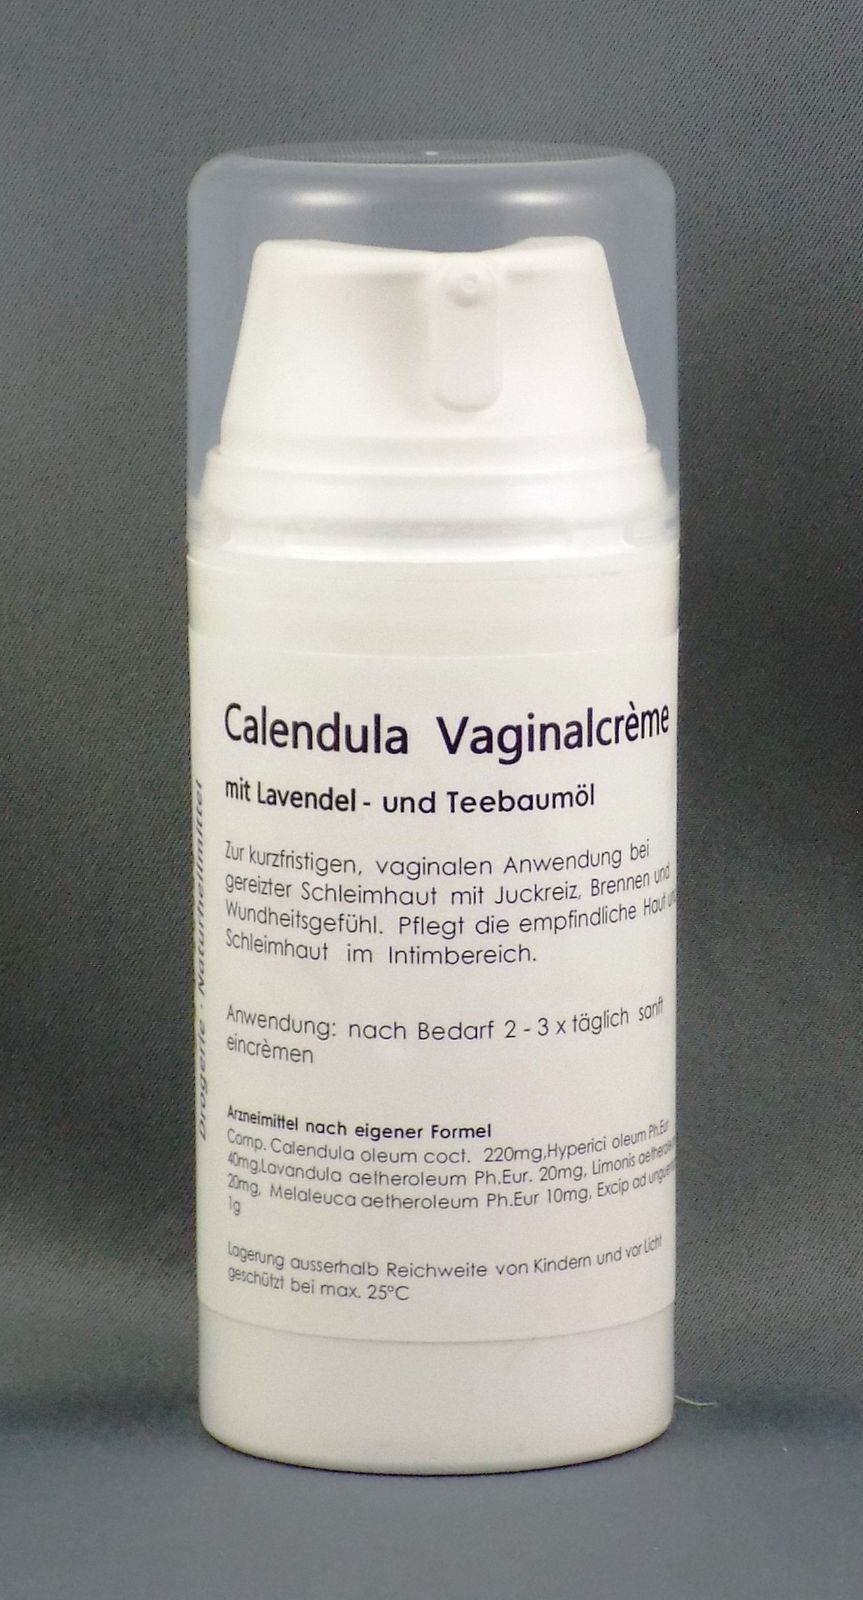 Calendula Vaginalcrème
mit Lavendel - und Teebaumöl
Zur kurzfristigen, vaginalen Anwendung bei
gereizter Schleimhaut mit Juckreiz, Brennen und
Wundheitsgefühl. Pflegt die empfindliche Haut
Schleimhaut im Intimbereich.
Anwendung: nach Bedarf 2 - 3 x täglich sanft
eincrèmen
Arzneimittel nach eigener Formel
Comp. Calendula oleum coct. 220mg,Hyperici oleum Ph.Eur
40mg,Lavandula aetheroleum Ph.Eur. 20mg, Limonis
20mg, Melaleuca aetheroleum Ph.Eur 10mg, Excip ad
1g
Lagerung ausserhalb Reichweite von Kindern und vor Licht
geschützt bei max. 25°C
Drogerie · Naturheilmittel